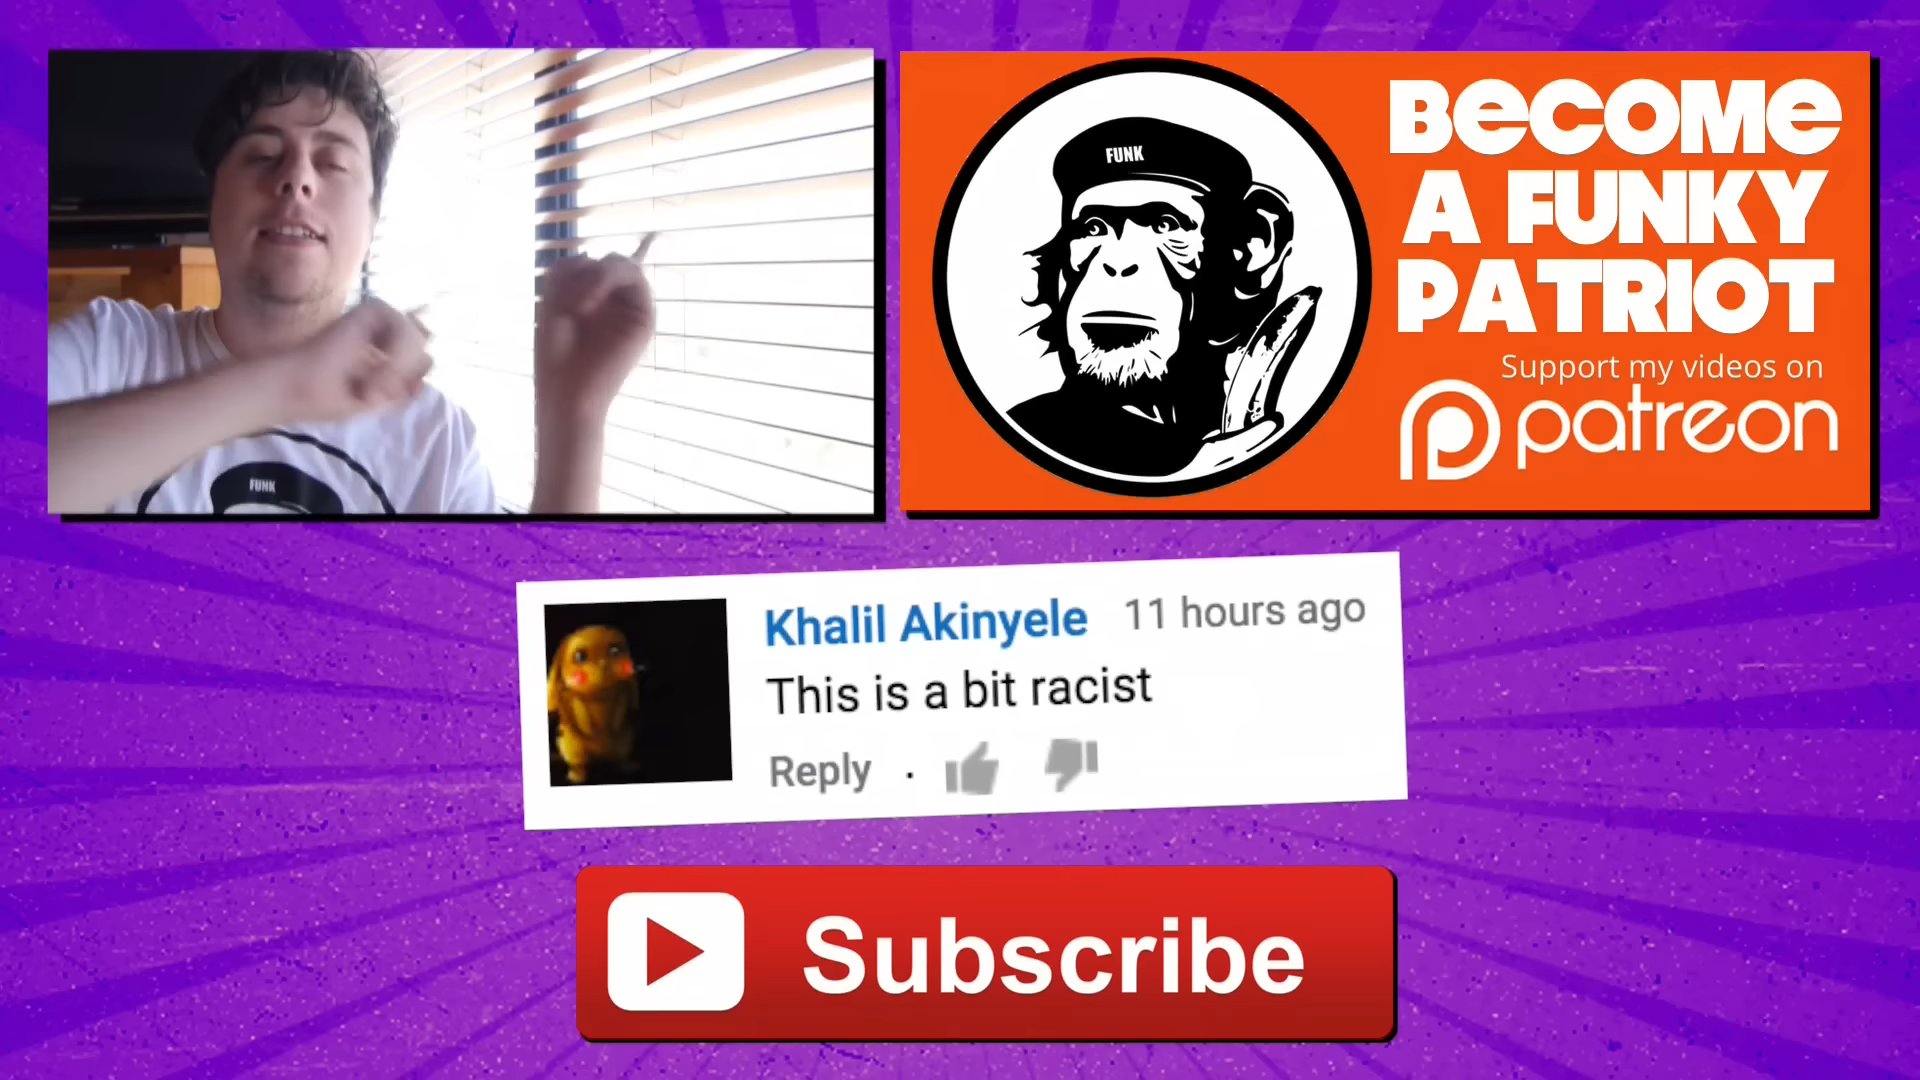 FUNK
FUNK
BECOME
A FUNKY
PATRIOT
Support my videos on
patreon
Khalil Akinyele 11 hours ago
This is a bit racist
Reply ·
Subscribe